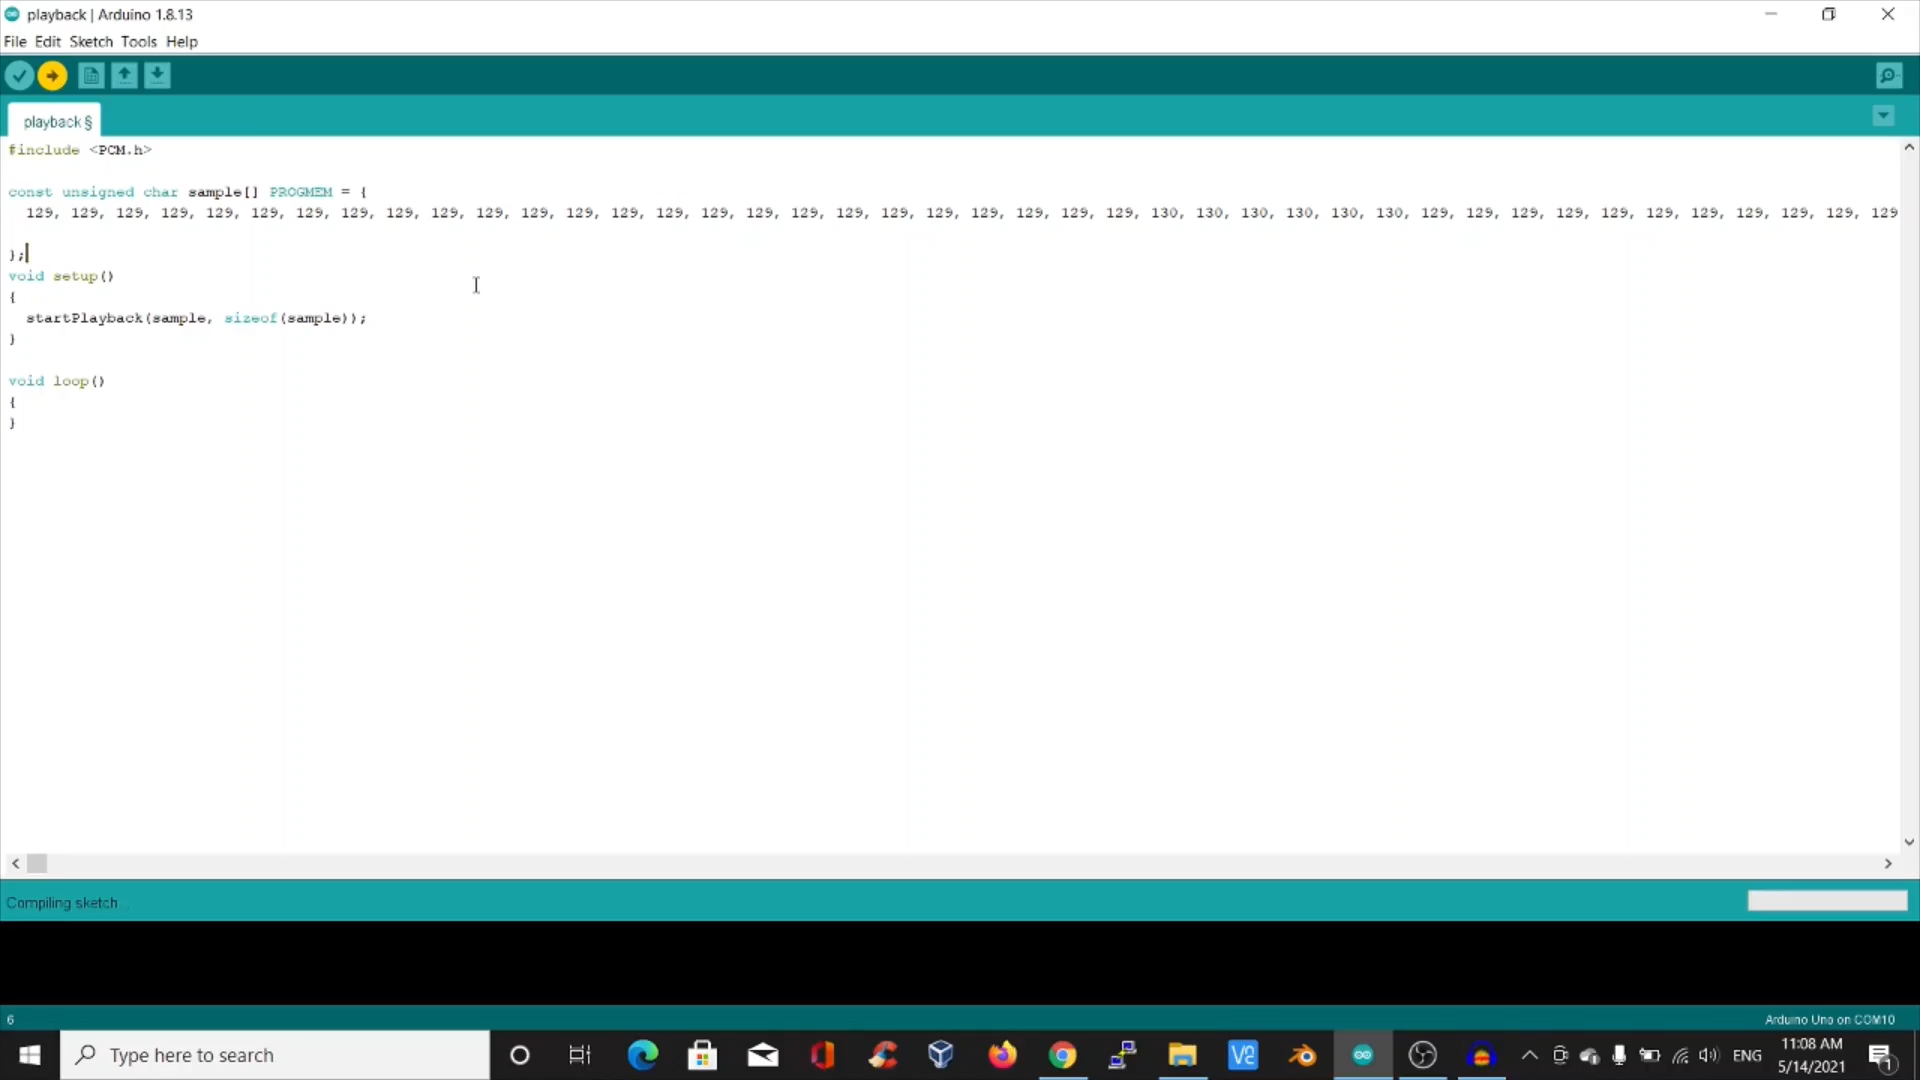 playback | Arduino 1.8.13
File Edit Sketch Tools Help
playback §
#include <PCM.h>
const unsigned char sample[] PROGMEM = {
129, 129, 129, 129, 129, 129, 129, 129, 129, 129, 129, 129, 129, 129, 129, 129, 129, 129, 129, 129, 129, 129, 129, 129, 129, 130, 130, 130, 130, 130, 130, 129, 129, 129, 129, 129, 129, 129, 129, 129, 129, 129
};
void setup()
{
startPlayback(sample, sizeof(sample));
}
void loop()
{
}
Compiling sketch...
6
Arduino Uno on COM10
Type here to search
V2
ENG
11:08 AM
5/14/2021
1